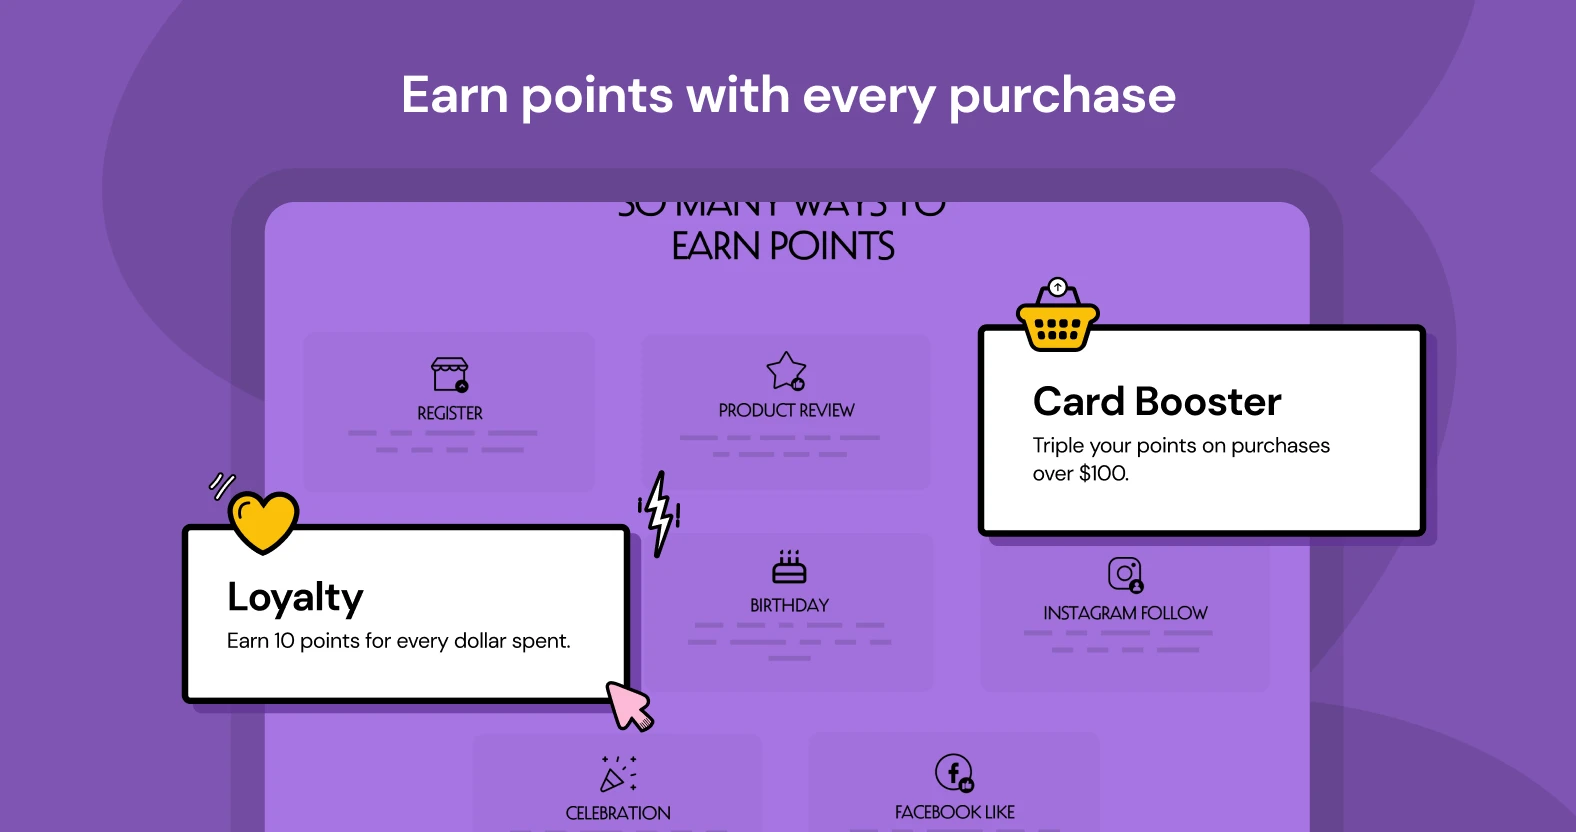 Earn points with every purchase
SO MANY WAYS TO
EARN POINTS
REGISTER
PRODUCT REVIEW
Card Booster
Triple your points on purchases
over $100.
Loyalty
Earn 10 points for every dollar spent.
BIRTHDAY
INSTAGRAM FOLLOW
CELEBRATION
FACEBOOK LIKE